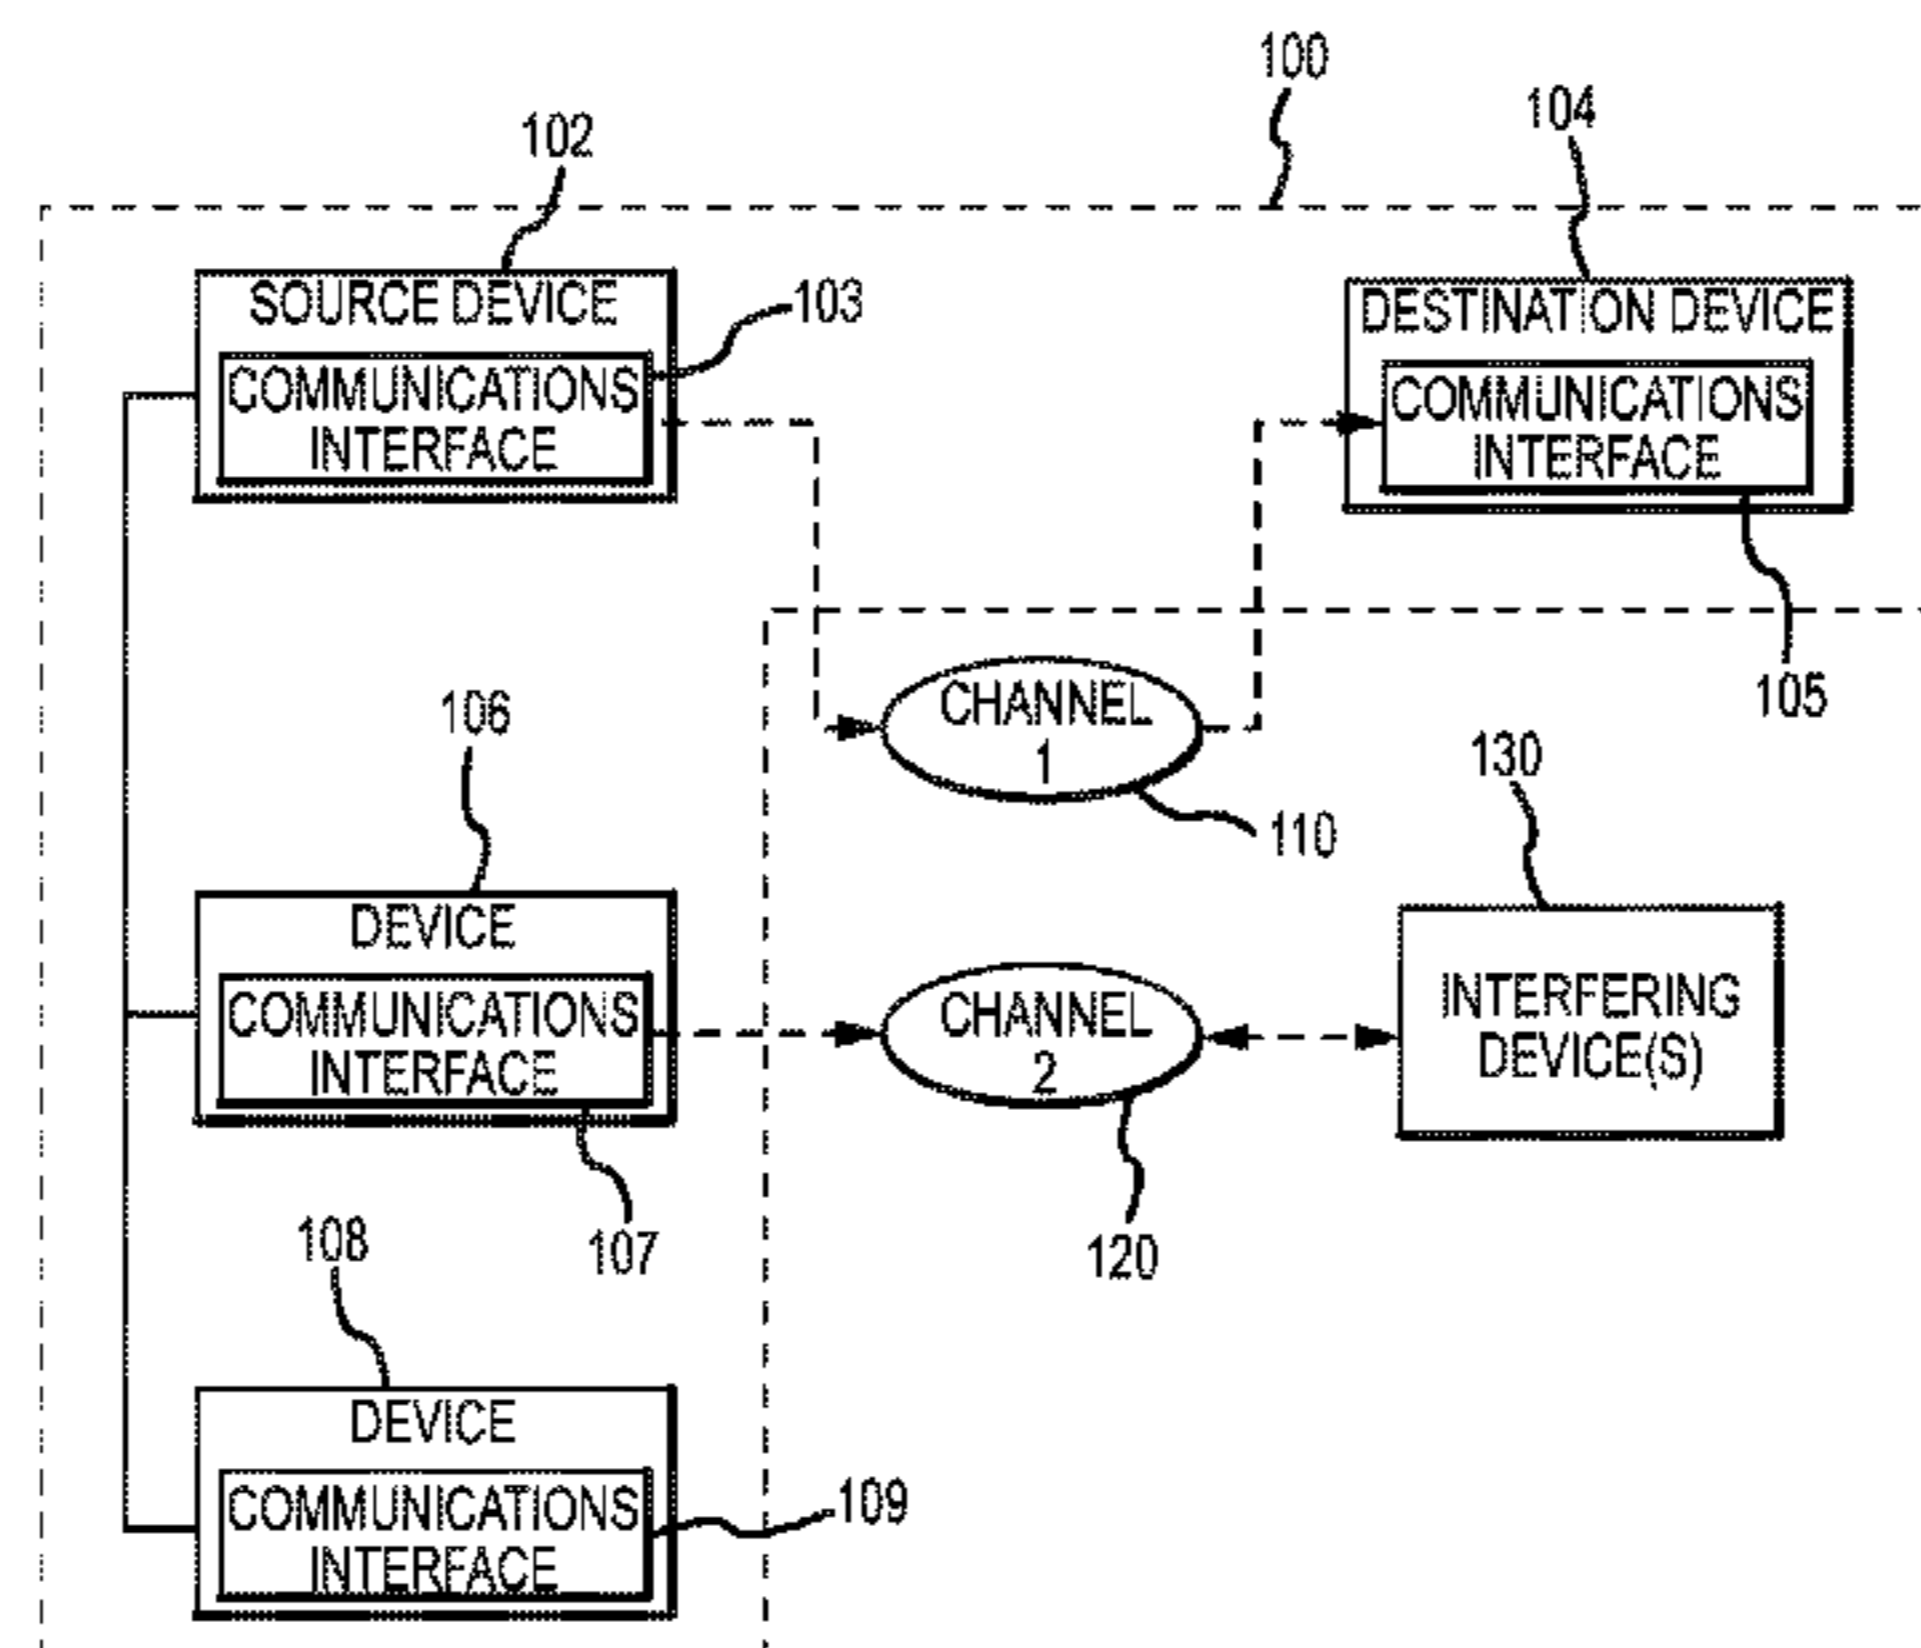 100
104
102
SOURCE DEVICE
103
DESTINATION DEVICE
COMMUNICATIONS
INTERFACE
COMMUNICATIONS
INTERFACE
105
106
CHANNEL
1
110
130
DEVICE
COMMUNICATIONS
INTERFACE
CHANNEL
2
INTERFERING
DEVICE(S)
107
120
108
DEVICE
COMMUNICATIONS
INTERFACE
109